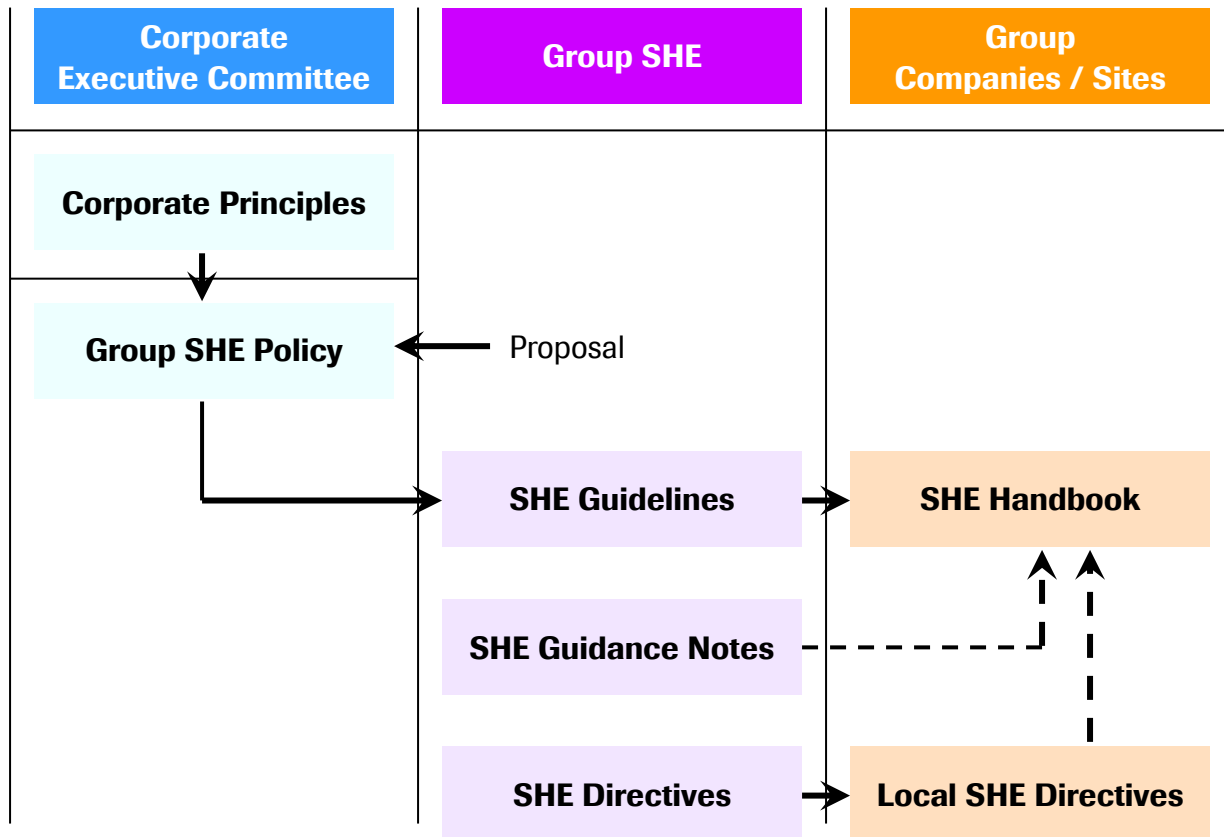 Corporate
Executive Committee
Group SHE
Group
Companies / Sites
Corporate Principles
Group SHE Policy
Proposal
SHE Guidelines
SHE Handbook
SHE Guidance Notes
SHE Directives
Local SHE Directives